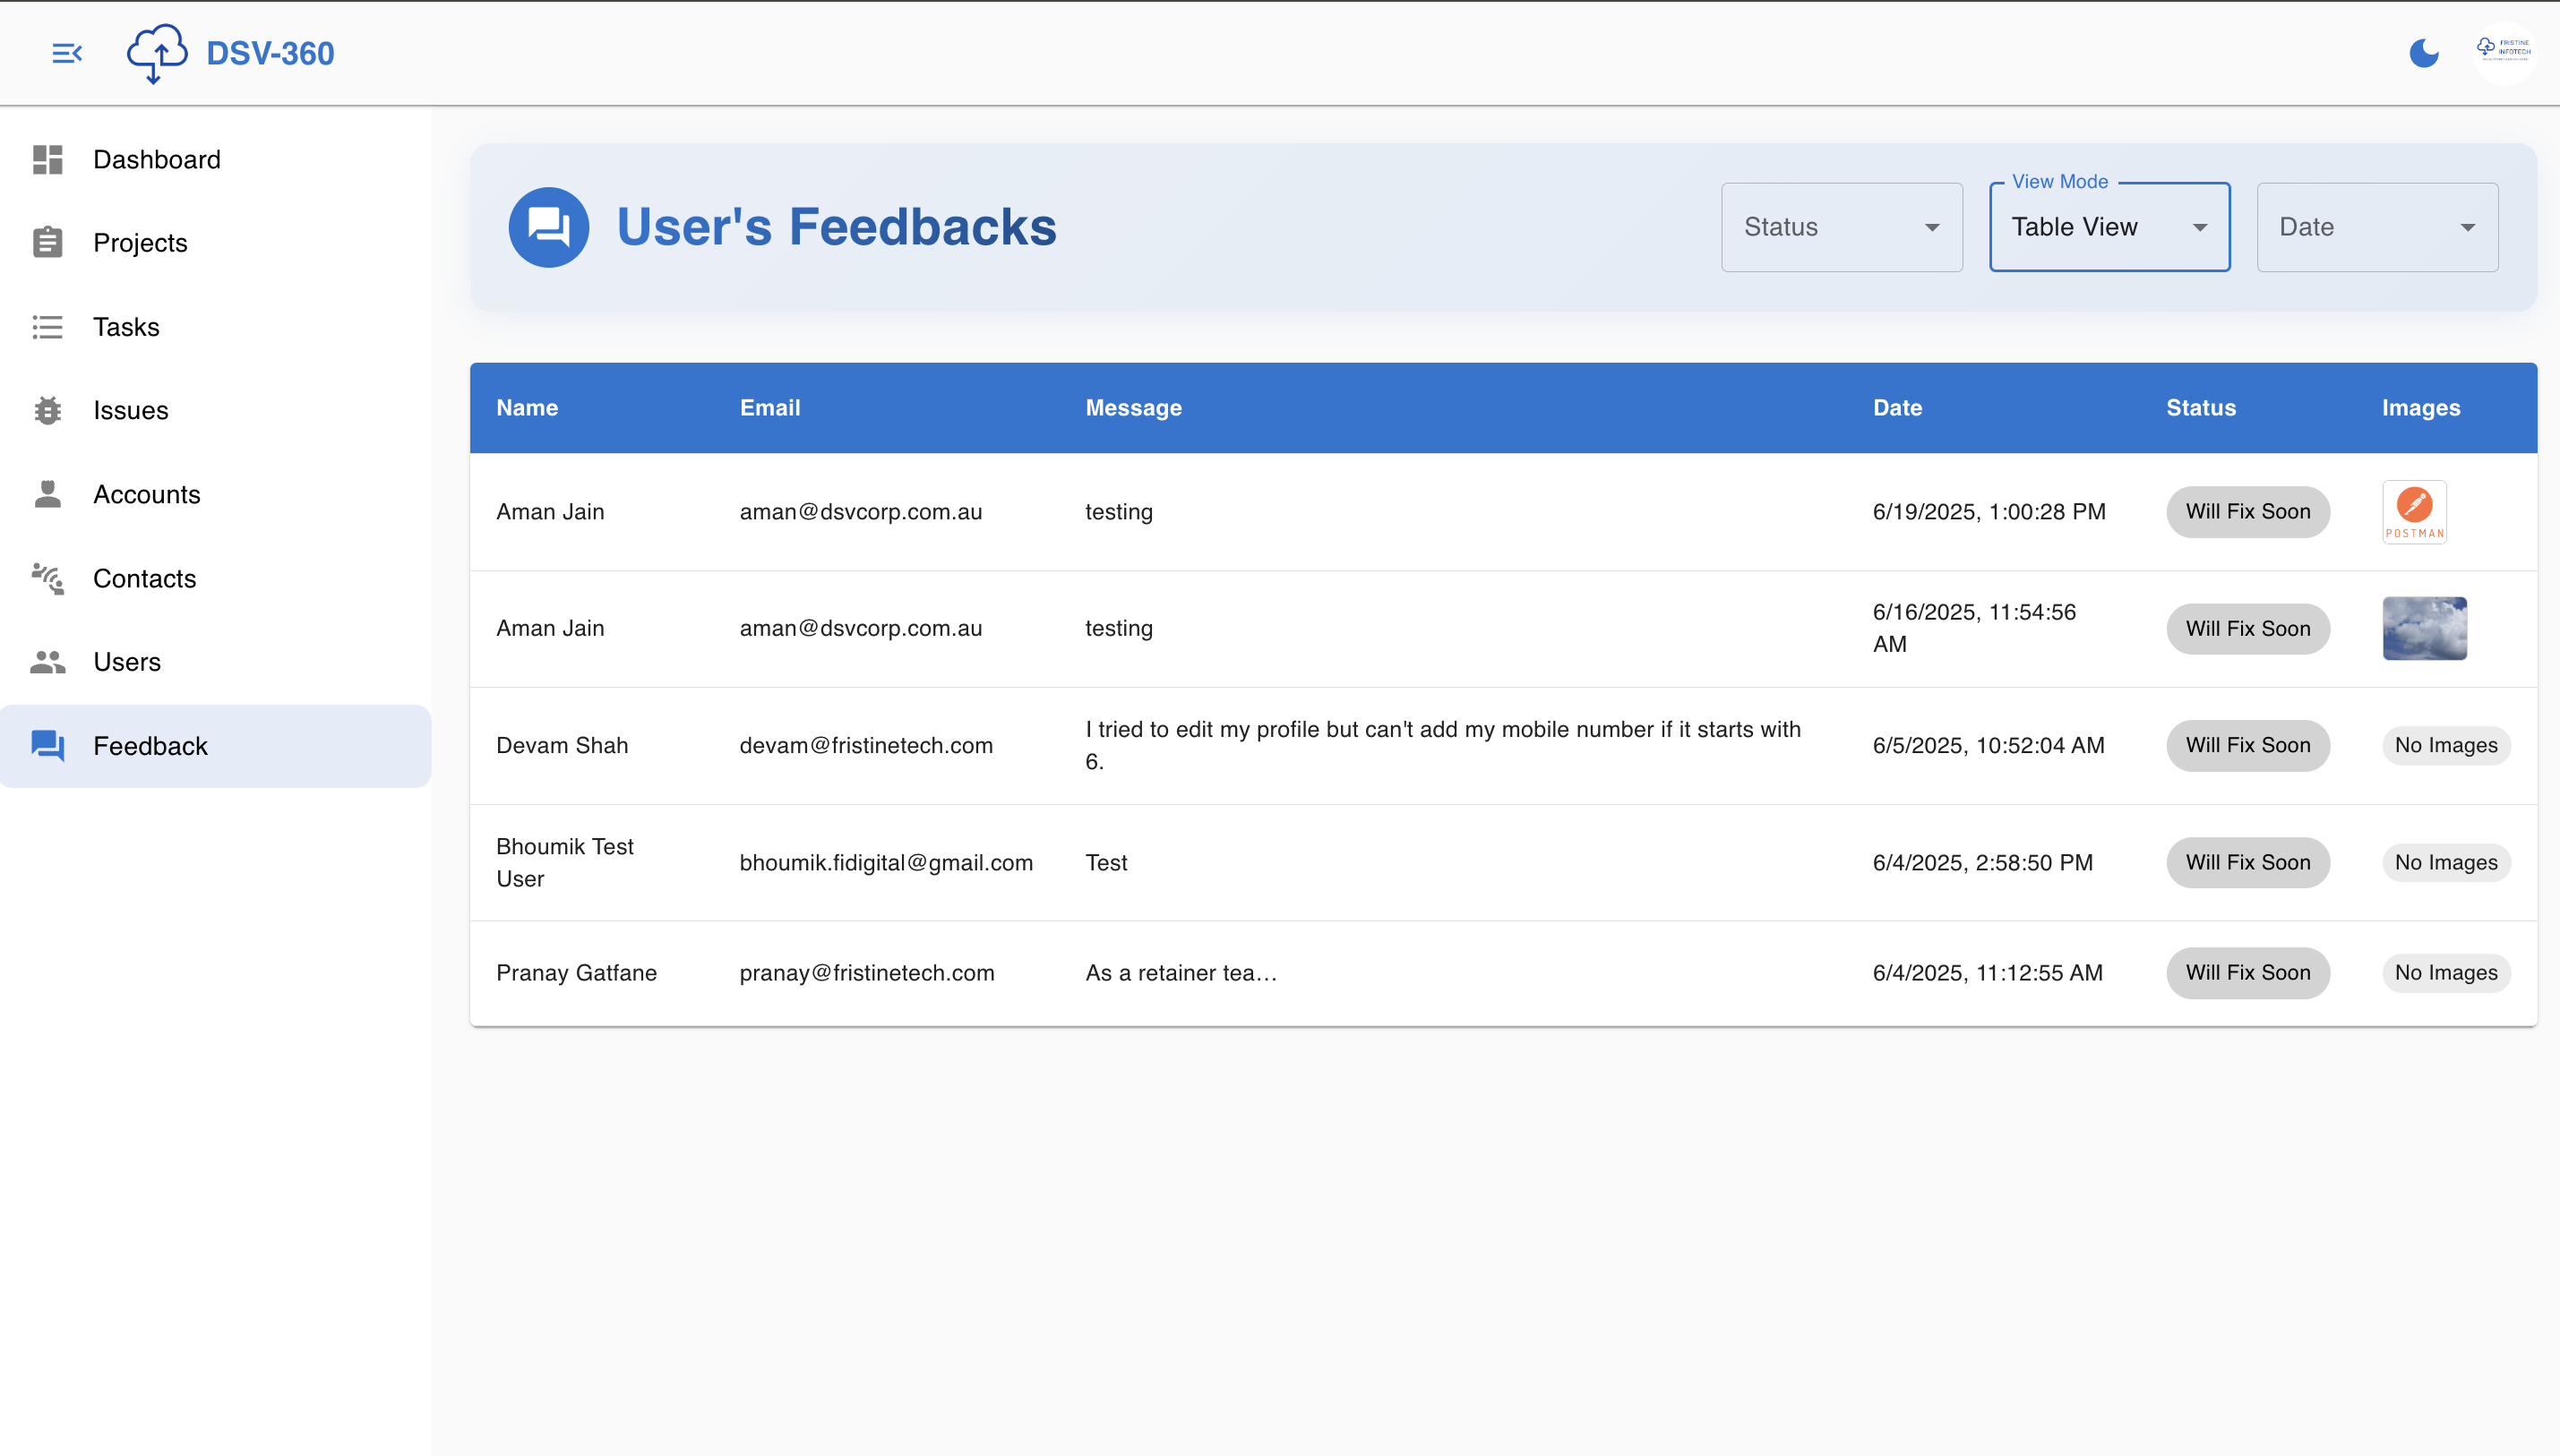 DSV-360
FRISTINE
INFOTECH
Dashboard
Projects
Tasks
Issues
Accounts
Contacts
Users
Feedback
User's Feedbacks
Status
View Mode
Table View
Date
Name Email Message Date Status Images
Aman Jain aman@dsvcorp.com.au testing 6/19/2025, 1:00:28 PM Will Fix Soon
POSTMAN
Aman Jain aman@dsvcorp.com.au testing 6/16/2025, 11:54:56
AM
Will Fix Soon
Devam Shah devam@fristinetech.com I tried to edit my profile but can't add my mobile number if it starts with
6.
6/5/2025, 10:52:04 AM Will Fix Soon No Images
Bhoumik Test
User
bhoumik.fidigital@gmail.com Test 6/4/2025, 2:58:50 PM Will Fix Soon No Images
Pranay Gatfane pranay@fristinetech.com As a retainer tea... 6/4/2025, 11:12:55 AM Will Fix Soon No Images